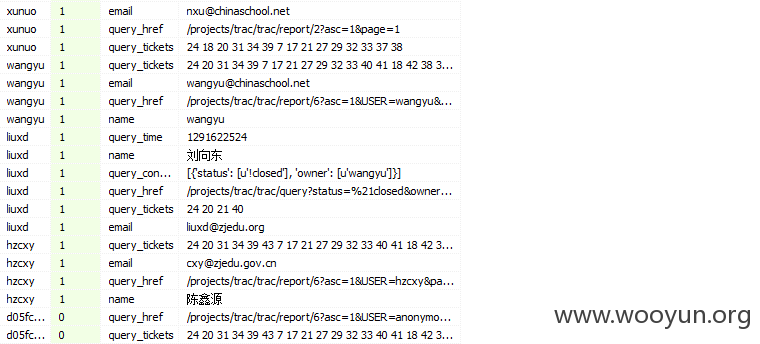 xunuo 1 email nxu@chinaschool.net
xunuo 1 query_href /projects/trac/trac/report/2?asc=1&page=1
xunuo 1 query_tickets 24 18 20 31 34 39 7 17 21 27 29 32 33 37 38
wangyu 1 query_tickets 24 20 31 34 39 7 17 21 27 29 32 33 40 41 18 42 38 3...
wangyu 1 email wangyu@chinaschool.net
wangyu 1 query_href /projects/trac/trac/report/6?asc=1&USER=wangyu&...
wangyu 1 name wangyu
liuxd 1 query_time 1291622524
liuxd 1 name 刘向东
liuxd 1 query_con... [{'status': [u'!closed'], 'owner': [u'wangyu']}]
liuxd 1 query_href /projects/trac/trac/query?status=%21closed&owner...
liuxd 1 query_tickets 24 20 21 40
liuxd 1 email liuxd@zjedu.org
hzcxy 1 query_tickets 24 20 31 34 39 43 7 17 21 27 29 32 33 40 41 18 42 3...
hzcxy 1 email cxy@zjedu.gov.cn
hzcxy 1 query_href /projects/trac/trac/report/6?asc=1&USER=hzcxy&pa...
hzcxy 1 name 陈鑫源
d05fc... 0 query_href /projects/trac/trac/report/6?asc=1&USER=anonymo...
d05fc... 0 query_tickets 24 20 31 34 39 43 7 17 21 27 29 32 33 40 41 18 42 3...
www.wooyun.org